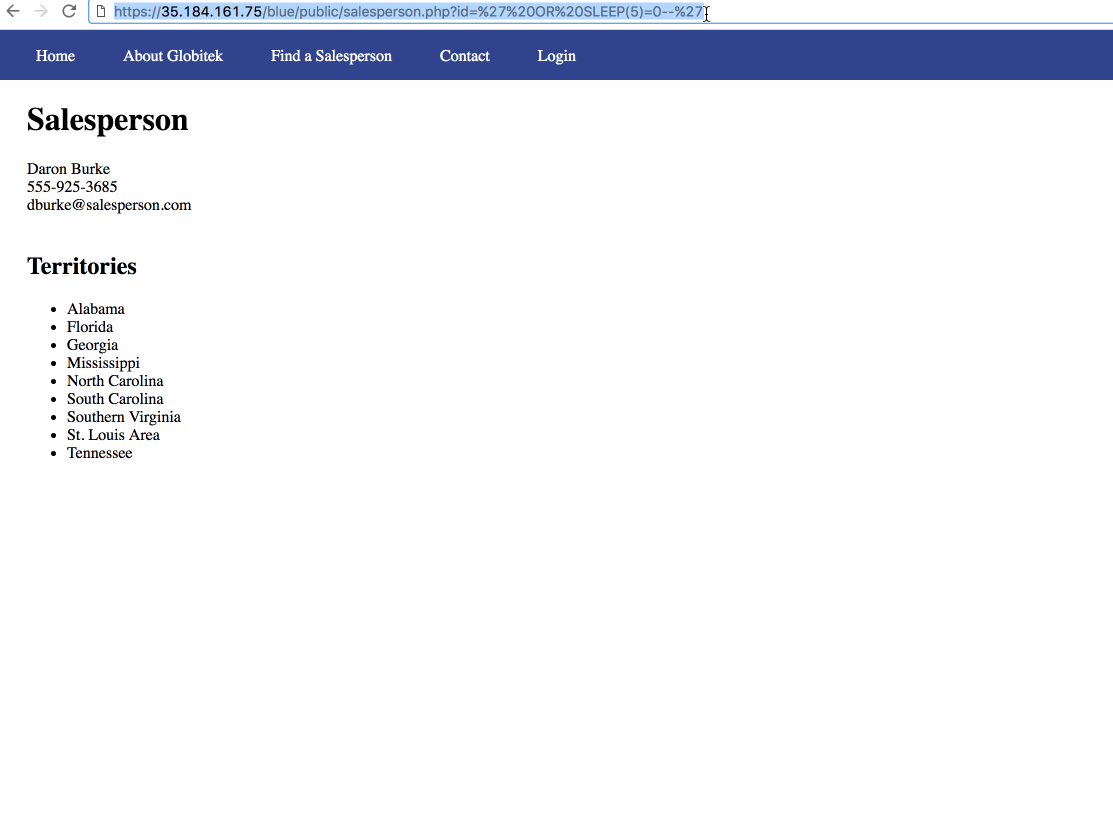 https://35.184.161.75/blue/public/salesperson.php?id=%27%20OR%20SLEEP(5)=0--%27
Home About Globitek Find a Salesperson Contact Login
Salesperson
Daron Burke
555-925-3685
dburke@salesperson.com
Territories
• Alabama
• Florida
• Georgia
• Mississippi
• North Carolina
• South Carolina
• Southern Virginia
• St. Louis Area
• Tennessee